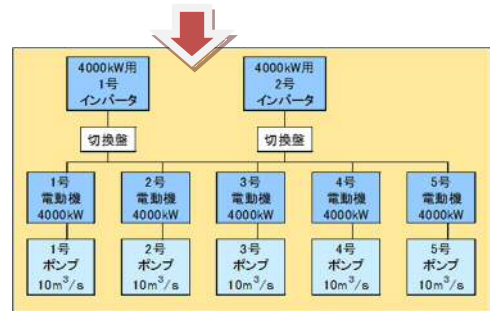 4000kW用
1号
インバータ
4000kW用
2号
インバータ
切換盤
切換盤
1号
電動機
4000kW
2号
電動機
4000kW
3号
電動機
4000kW
4号
電動機
4000kW
5号
電動機
4000kW
1号
ポンプ
10m³/s
2号
ポンプ
10m³/s
3号
ポンプ
10m³/s
4号
ポンプ
10m³/s
5号
ポンプ
10m³/s